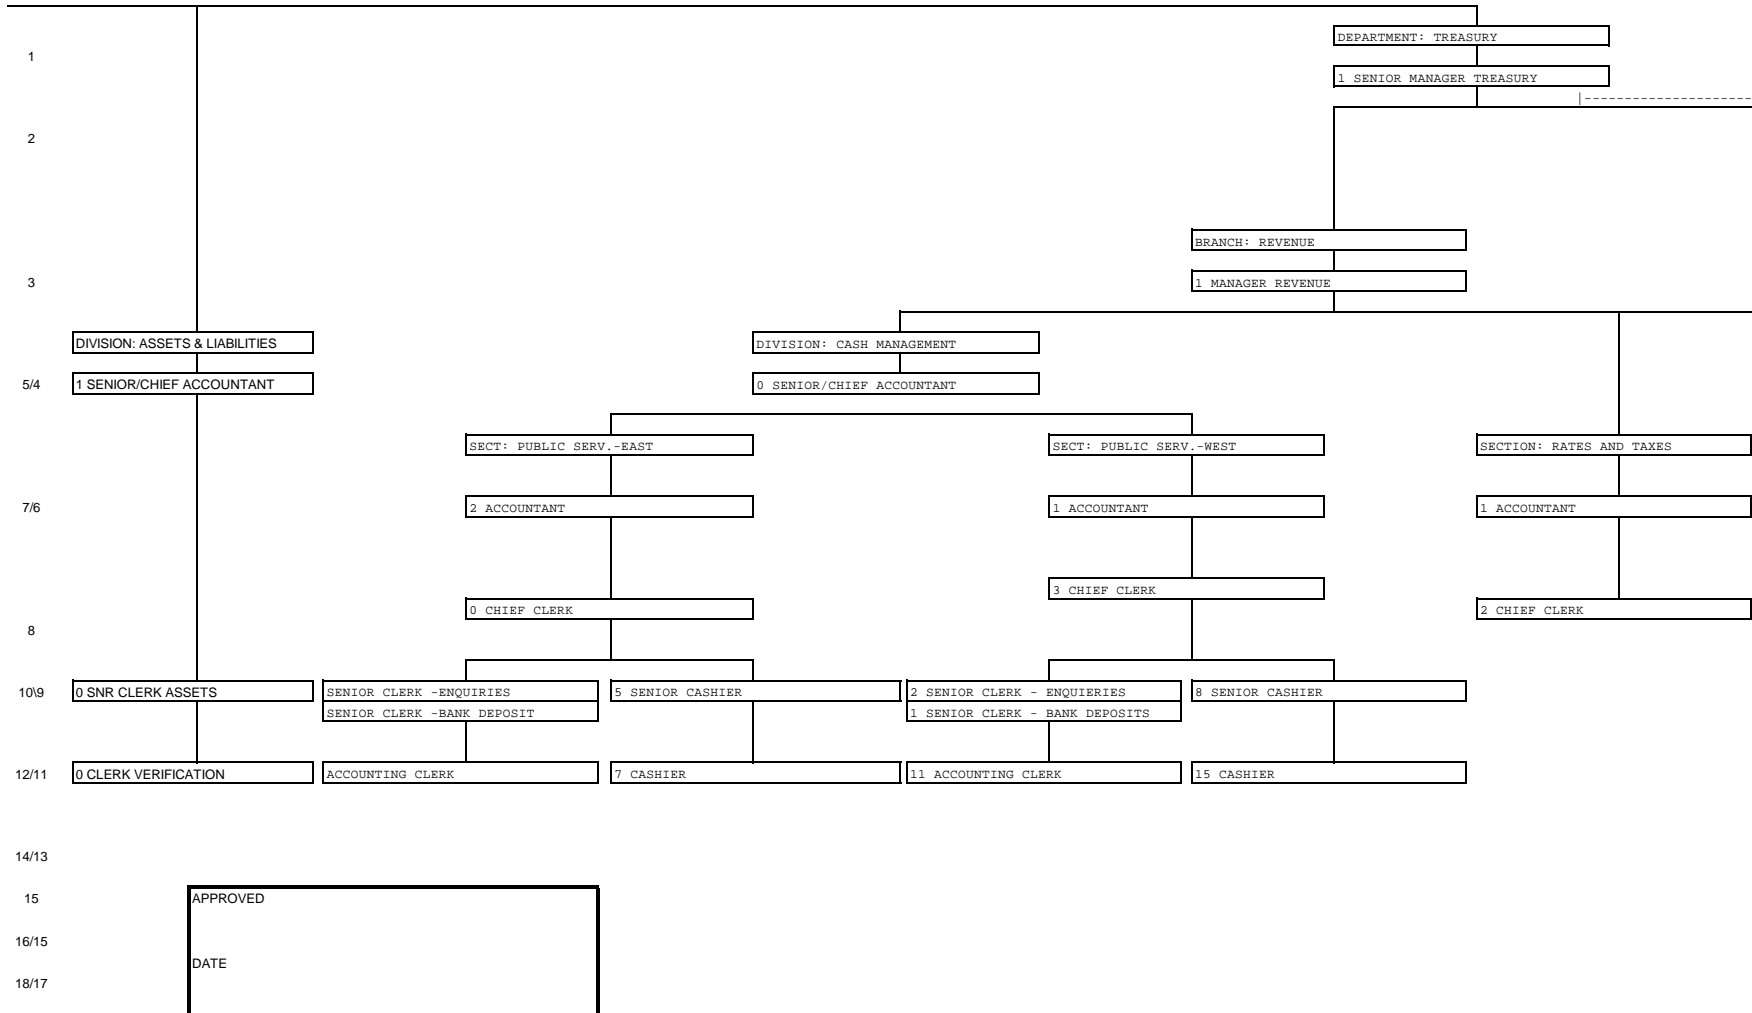 DEPARTMENT: TREASURY
1
1 SENIOR MANAGER TREASURY
|---------------------
2
BRANCH: REVENUE
3
1 MANAGER REVENUE
DIVISION: ASSETS & LIABILITIES
DIVISION: CASH MANAGEMENT
5/4
1 SENIOR/CHIEF ACCOUNTANT
0 SENIOR/CHIEF ACCOUNTANT
SECT: PUBLIC SERV.-EAST
SECT: PUBLIC SERV.-WEST
SECTION: RATES AND TAXES
7/6
2 ACCOUNTANT
1 ACCOUNTANT
1 ACCOUNTANT
3 CHIEF CLERK
0 CHIEF CLERK
2 CHIEF CLERK
8
10\9
0 SNR CLERK ASSETS
SENIOR CLERK -ENQUIRIES
5 SENIOR CASHIER
2 SENIOR CLERK - ENQUIERIES
8 SENIOR CASHIER
SENIOR CLERK -BANK DEPOSIT
1 SENIOR CLERK - BANK DEPOSITS
12/11
0 CLERK VERIFICATION
ACCOUNTING CLERK
7 CASHIER
11 ACCOUNTING CLERK
15 CASHIER
14/13
15
APPROVED
16/15
DATE
18/17